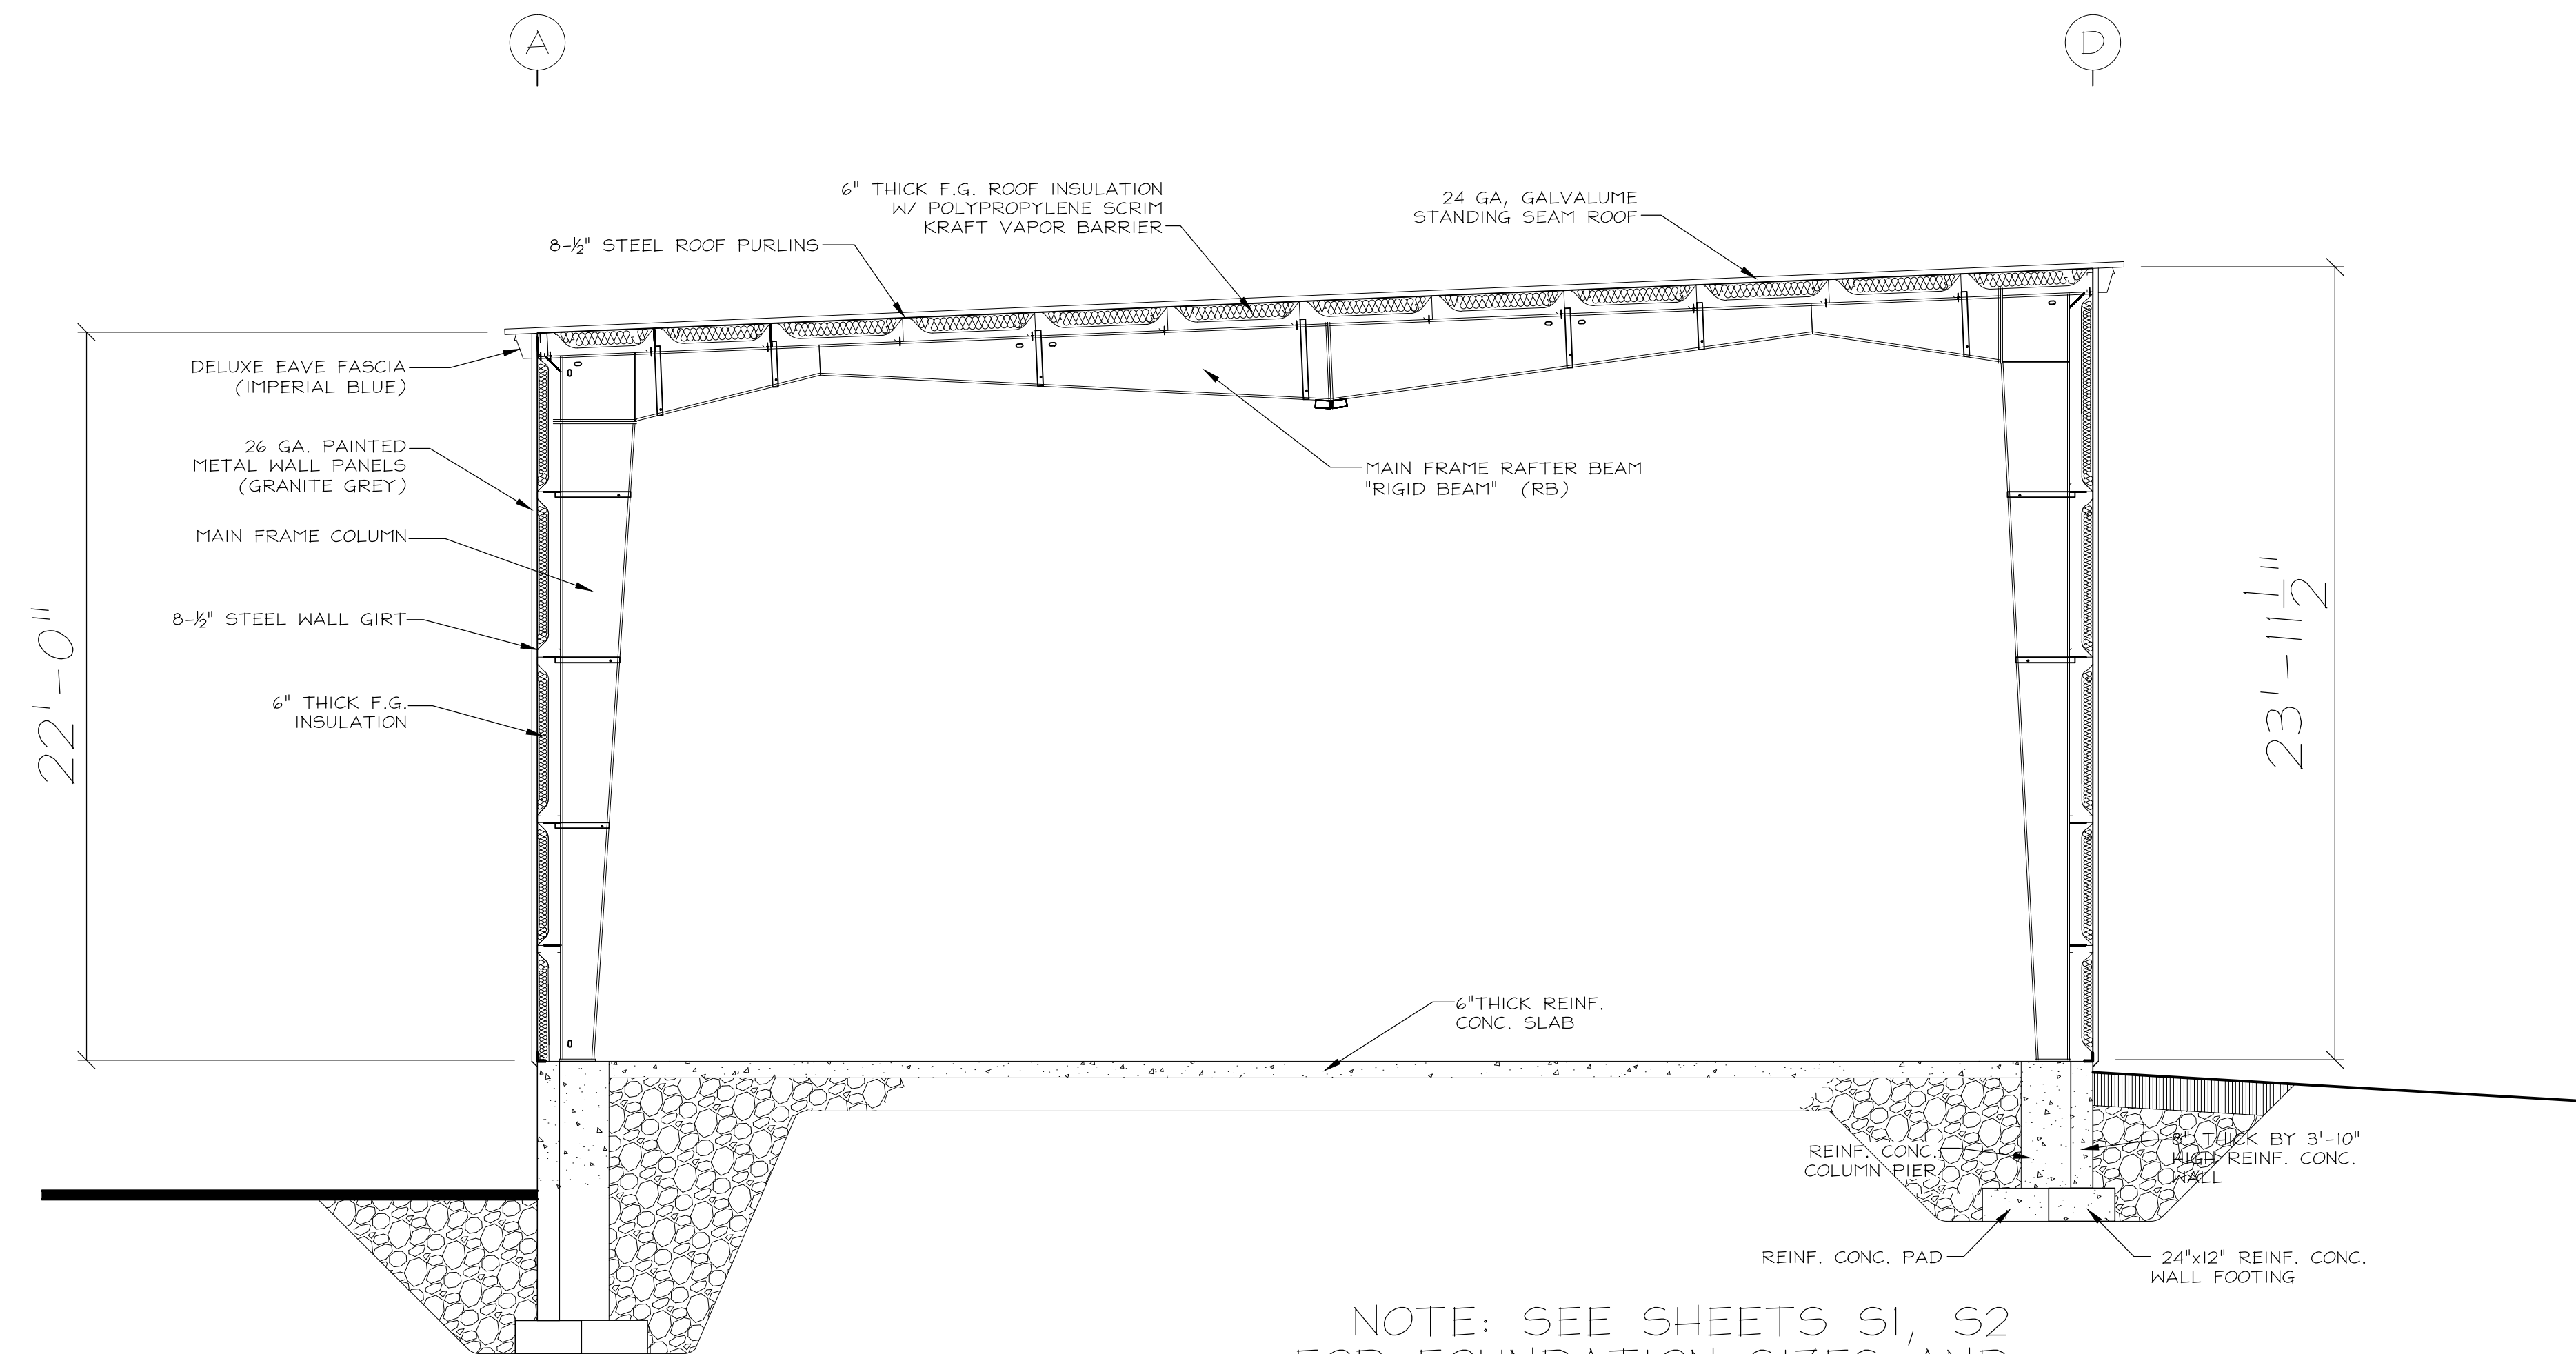 A
D
6" THICK F.G. ROOF INSULATION
W/ POLYPROPYLENE SCRIM
KRAFT VAPOR BARRIER
24 GA, GALVALUME
STANDING SEAM ROOF
8-½" STEEL ROOF PURLINS
DELUXE EAVE FASCIA
(IMPERIAL BLUE)
26 GA. PAINTED
METAL WALL PANELS
(GRANITE GREY)
MAIN FRAME RAFTER BEAM
"RIGID BEAM" (RB)
MAIN FRAME COLUMN
8-½" STEEL WALL GIRT
6" THICK F.G.
INSULATION
22'-0"
23'-11½"
6"THICK REINF.
CONC. SLAB
REINF. CONC.
COLUMN PIER
8" THICK BY 3'-10"
HIGH REINF. CONC.
WALL
REINF. CONC. PAD
24"x12" REINF. CONC.
WALL FOOTING
NOTE: SEE SHEETS S1, S2
FOR FOUNDATION SIZES AND